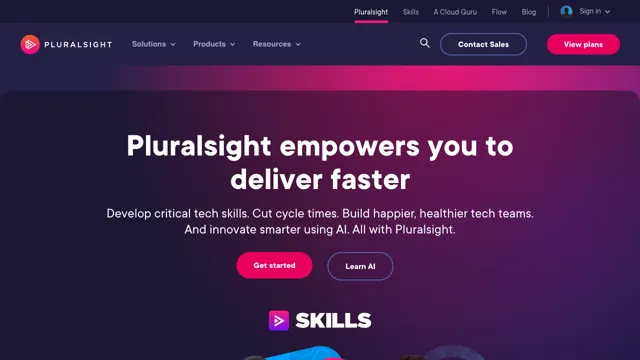 Pluralsight Skills A Cloud Guru Flow Blog Sign in
PLURALSIGHT Solutions Products Resources Contact Sales View plans
Pluralsight empowers you to
deliver faster
Develop critical tech skills. Cut cycle times. Build happier, healthier tech teams.
And innovate smarter using AI. All with Pluralsight.
Get started Learn AI
SKILLS